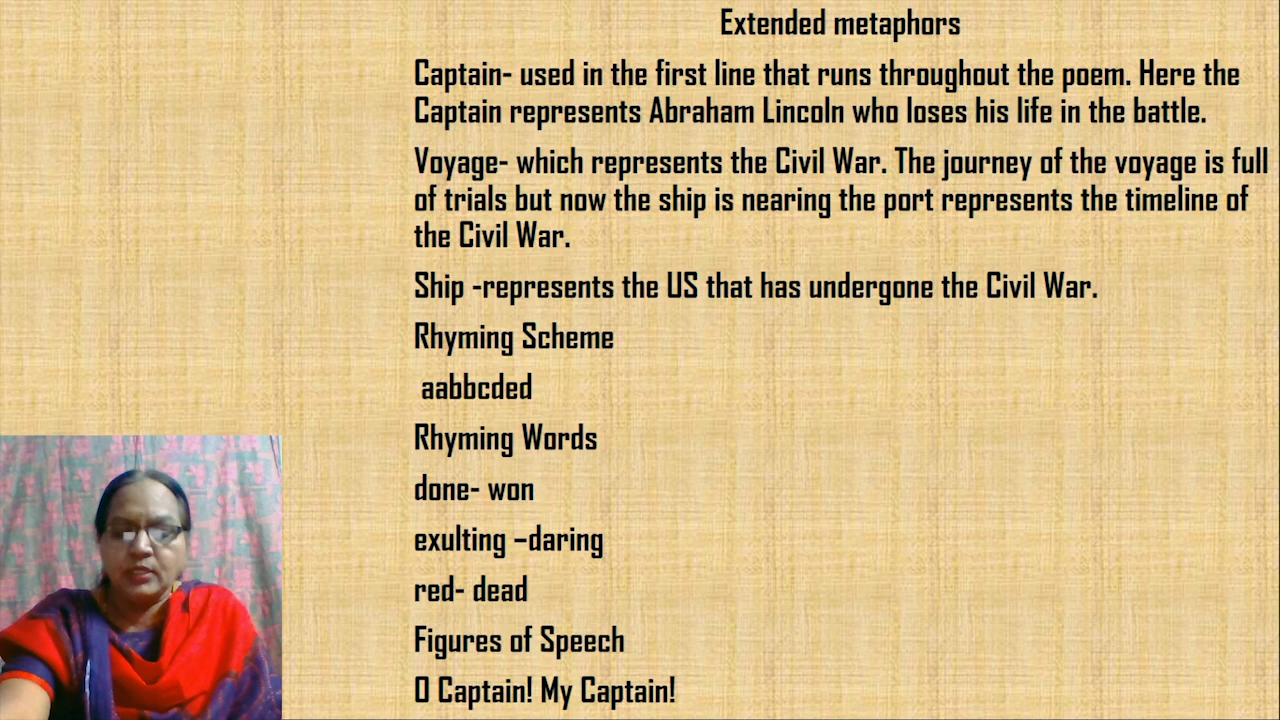 Extended metaphors
Captain- used in the first line that runs throughout the poem. Here the
Captain represents Abraham Lincoln who loses his life in the battle.
Voyage- which represents the Civil War. The journey of the voyage is full
of trials but now the ship is nearing the port represents the timeline of
the Civil War.
Ship -represents the US that has undergone the Civil War.
Rhyming Scheme
aabbcded
Rhyming Words
done- won
exulting –daring
red- dead
Figures of Speech
O Captain! My Captain!